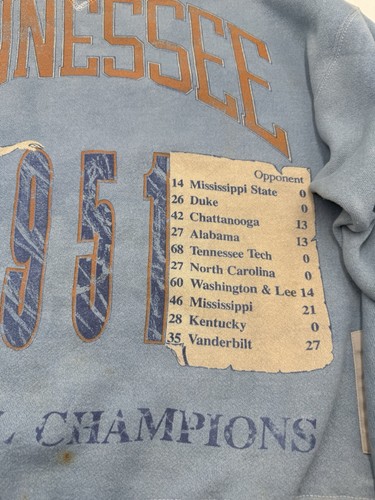 NNESSEE
1951
Opponent
14 Mississippi State 0
26 Duke 0
42 Chattanooga 13
27 Alabama 13
68 Tennessee Tech 0
27 North Carolina 0
60 Washington & Lee 14
46 Mississippi 21
28 Kentucky 0
35 Vanderbilt 27
L CHAMPIONS